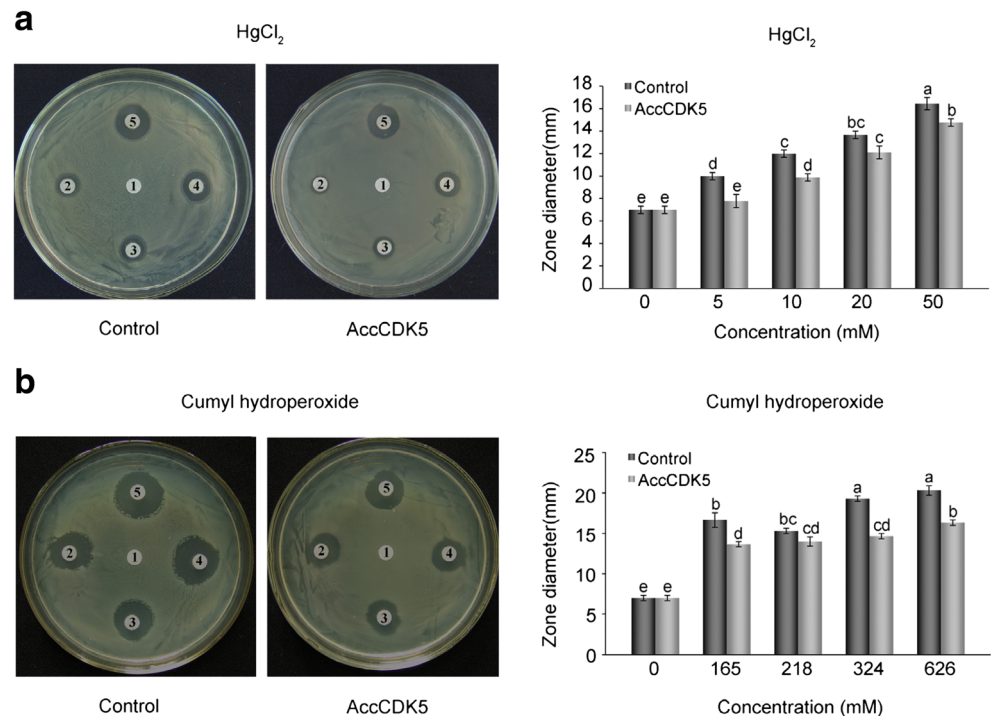 a
HgCl2
HgCl2
5
2 1 4
3
5
2 1 4
3
Control
AccCDK5
Zone diameter(mm)
18
16
14
12
10
8
6
4
2
0
Control
AccCDK5
e e d e c d bc c a b
0 5 10 20 50
Concentration (mM)
b
Cumyl hydroperoxide
Cumyl hydroperoxide
5
2 1 4
3
5
2 1 4
3
Control
AccCDK5
Zone diameter(mm)
25
20
15
10
5
0
Control
AccCDK5
e e b d bc cd a cd a b
0 165 218 324 626
Concentration (mM)